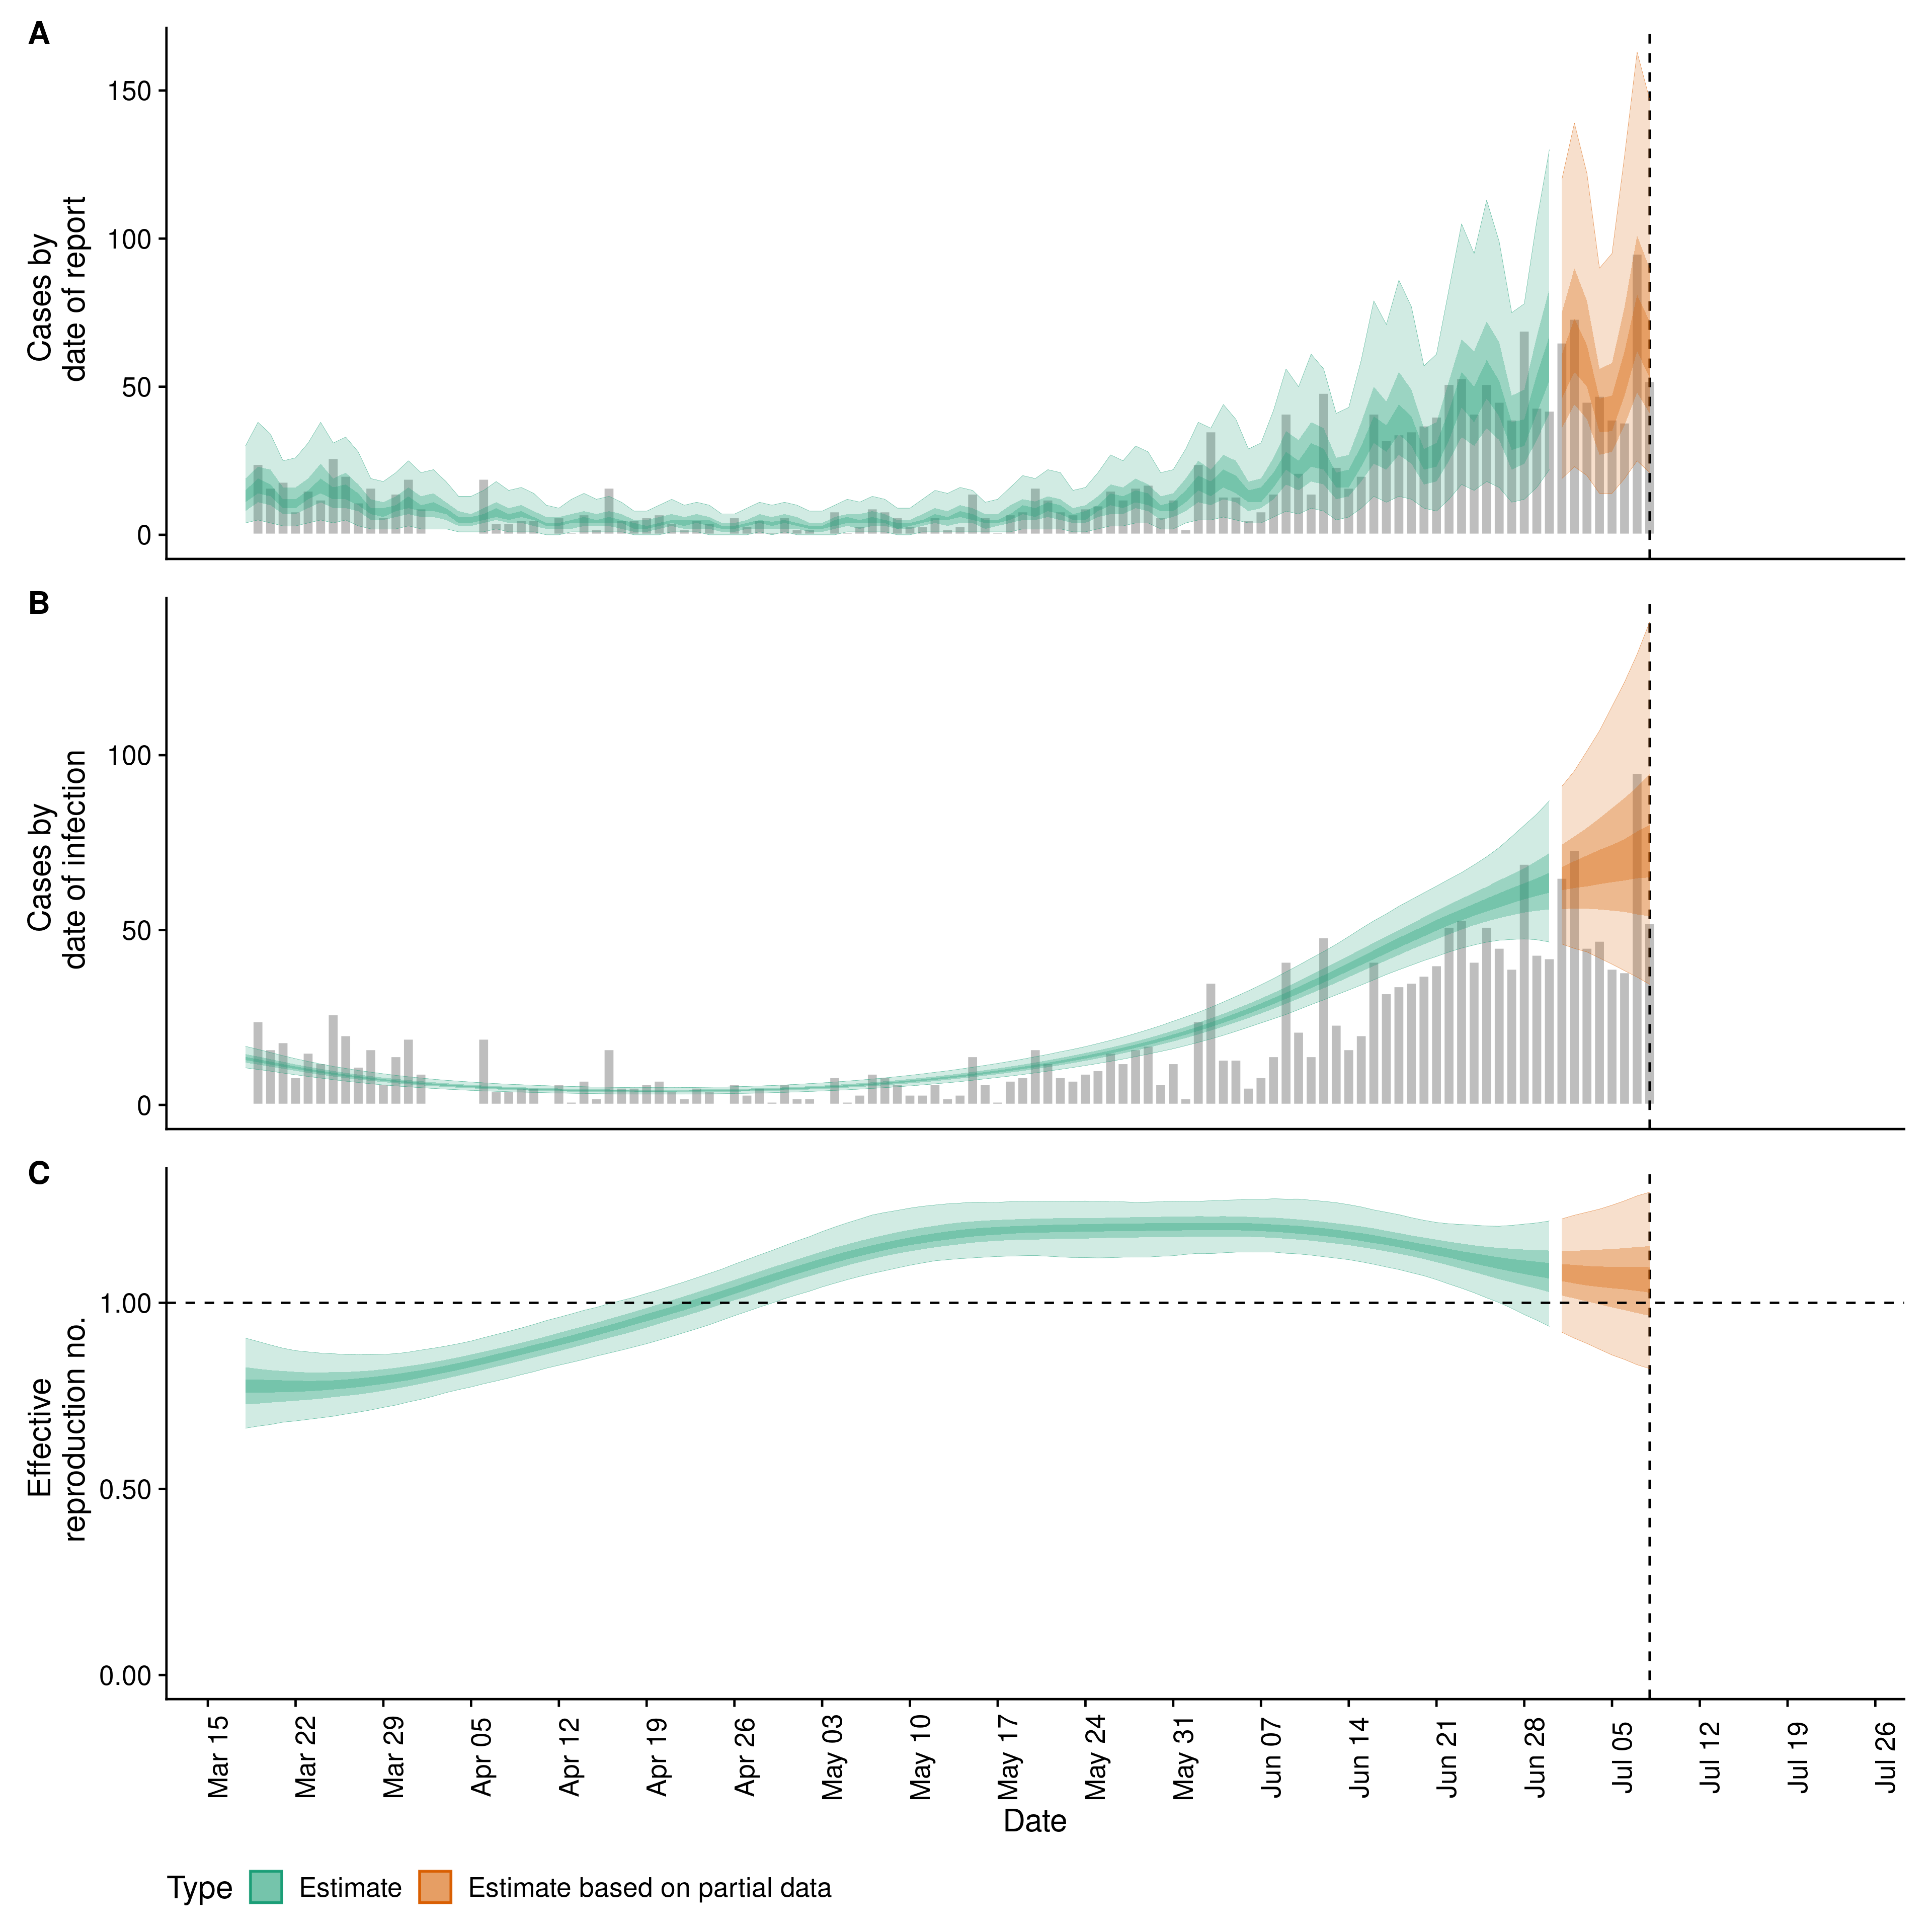 A
Cases by
date of report
150
100
50
0
B
Cases by
date of infection
100
50
0
C
Effective
reproduction no.
1.00
0.50
0.00
Mar 15
Mar 22
Mar 29
Apr 05
Apr 12
Apr 19
Apr 26
May 03
May 10
May 17
May 24
May 31
Jun 07
Jun 14
Jun 21
Jun 28
Jul 05
Jul 12
Jul 19
Jul 26
Date
Type Estimate Estimate based on partial data